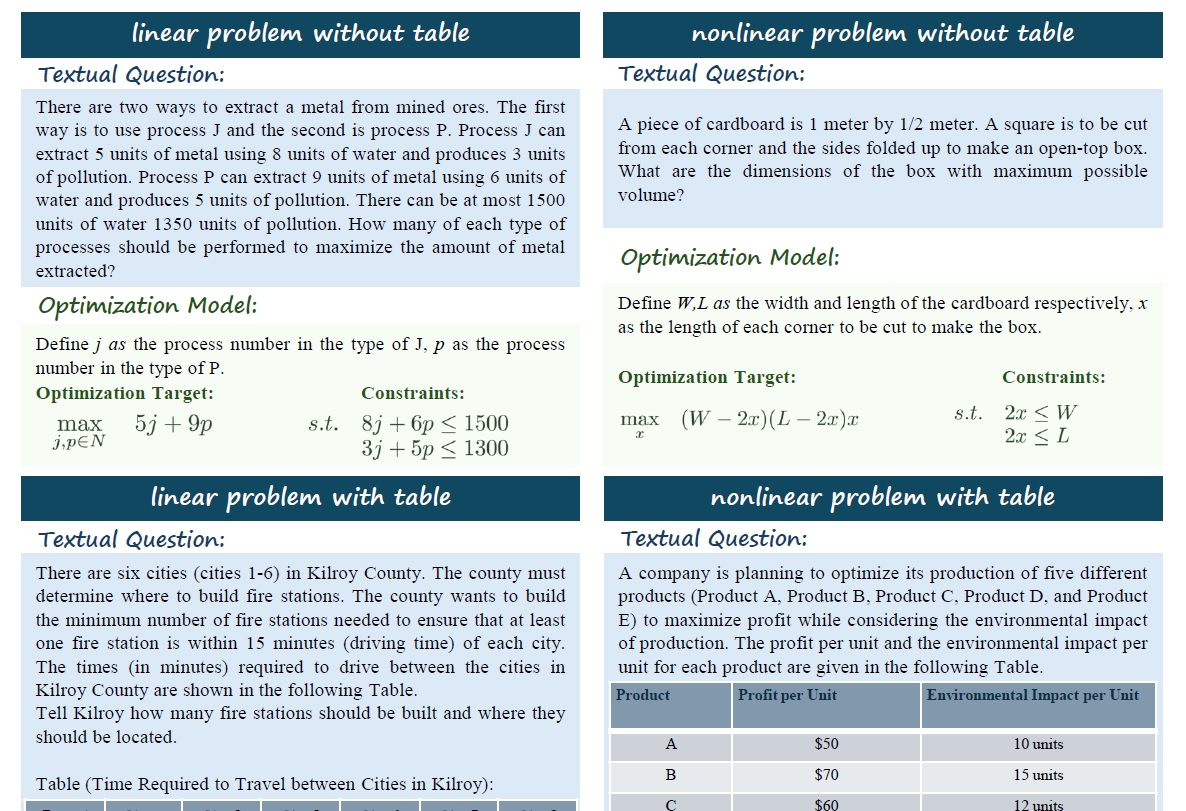 linear problem without table
Textual Question:
There are two ways to extract a metal from mined ores. The first
way is to use process J and the second is process P. Process J can
extract 5 units of metal using 8 units of water and produces 3 units
of pollution. Process P can extract 9 units of metal using 6 units of
water and produces 5 units of pollution. There can be at most 1500
units of water 1350 units of pollution. How many of each type of
processes should be performed to maximize the amount of metal
extracted?
Optimization Model:
Define j as the process number in the type of J, p as the process
number in the type of P.
Optimization Target: Constraints:
max 5j + 9p s.t. 8j + 6p ≤ 1500
j,p∈N 3j + 5p ≤ 1300
nonlinear problem without table
Textual Question:
A piece of cardboard is 1 meter by 1/2 meter. A square is to be cut
from each corner and the sides folded up to make an open-top box.
What are the dimensions of the box with maximum possible
volume?
Optimization Model:
Define W,L as the width and length of the cardboard respectively, x
as the length of each corner to be cut to make the box.
Optimization Target: Constraints:
max (W − 2x)(L − 2x)x s.t. 2x ≤ W
x 2x ≤ L
linear problem with table
Textual Question:
There are six cities (cities 1-6) in Kilroy County. The county must
determine where to build fire stations. The county wants to build
the minimum number of fire stations needed to ensure that at least
one fire station is within 15 minutes (driving time) of each city.
The times (in minutes) required to drive between the cities in
Kilroy County are shown in the following Table.
Tell Kilroy how many fire stations should be built and where they
should be located.
Table (Time Required to Travel between Cities in Kilroy):
nonlinear problem with table
Textual Question:
A company is planning to optimize its production of five different
products (Product A, Product B, Product C, Product D, and Product
E) to maximize profit while considering the environmental impact
of production. The profit per unit and the environmental impact per
unit for each product are given in the following Table.
Product Profit per Unit Environmental Impact per Unit
A $50 10 units
B $70 15 units
C $60 12 units